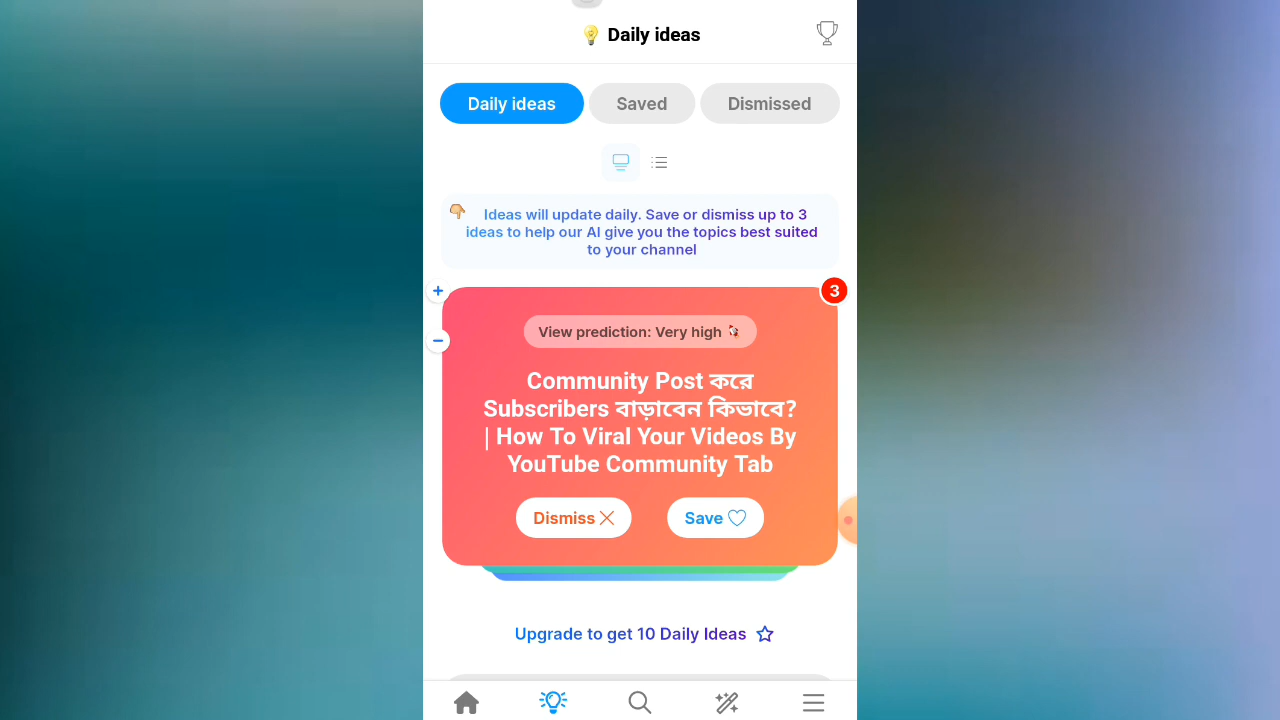 Daily ideas
Daily ideas Saved Dismissed
Ideas will update daily. Save or dismiss up to 3
ideas to help our AI give you the topics best suited
to your channel
+
3
View prediction: Very high
−
Community Post করে
Subscribers বাড়াবেন কিভাবে?
| How To Viral Your Videos By
YouTube Community Tab
Dismiss Save
Upgrade to get 10 Daily Ideas